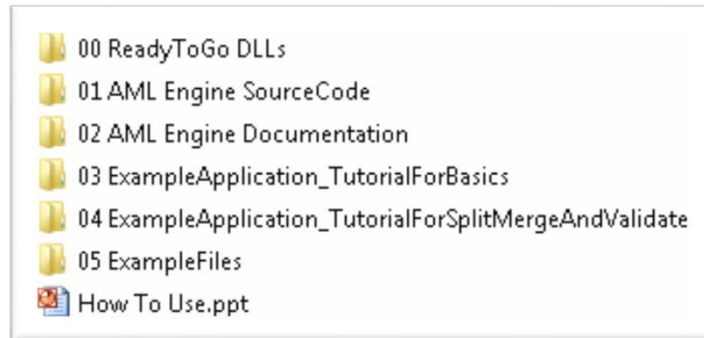 00 ReadyToGo DLLs
01 AML Engine SourceCode
02 AML Engine Documentation
03 ExampleApplication_TutorialForBasics
04 ExampleApplication_TutorialForSplitMergeAndValidate
05 ExampleFiles
How To Use.ppt